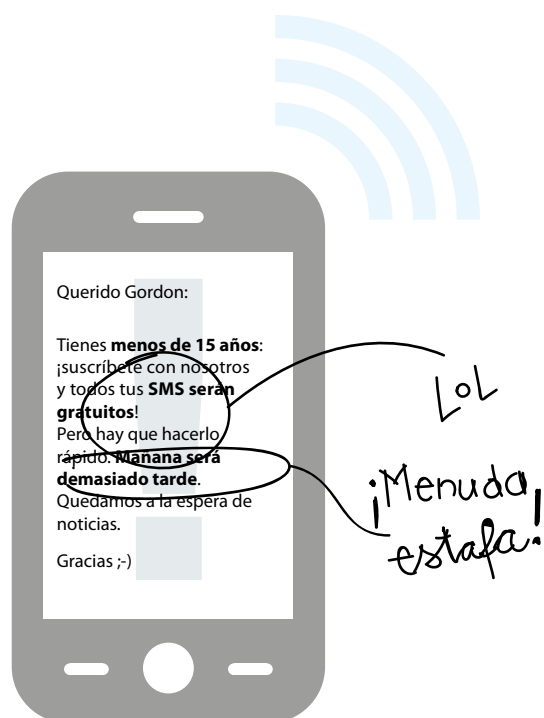 Querido Gordon:
Tienes menos de 15 años:
¡suscríbete con nosotros
y todos tus SMS serán
gratuitos!
Pero hay que hacerlo
rápido. Mañana será
demasiado tarde.
Quedamos a la espera de
noticias.
Gracias ;-)
LoL
¡Menuda
estafa!